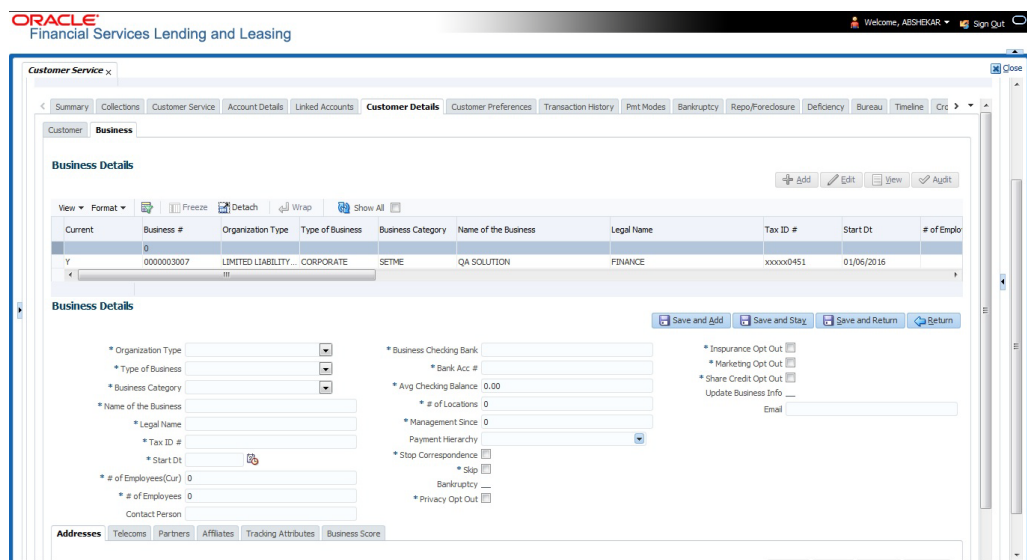 ORACLE
Financial Services Lending and Leasing
Welcome, ABSHEKAR Sign Out
Customer Service x
Close
Summary Collections Customer Service Account Details Linked Accounts Customer Details Customer Preferences Transaction History Pmt Modes Bankruptcy Repo/Foreclosure Deficiency Bureau Timeline Crc
Customer Business
Business Details
Add Edit View Audit
View Format Freeze Detach Wrap Show All
Current Business # Organization Type Type of Business Business Category Name of the Business Legal Name Tax ID # Start Dt # of Emplo
0
Y 0000003007 LIMITED LIABILITY... CORPORATE SETME QA SOLUTION FINANCE xxxxx0451 01/06/2016
Business Details
Save and Add Save and Stay Save and Return Return
* Organization Type
* Type of Business
* Business Category
* Name of the Business
* Legal Name
* Tax ID #
* Start Dt
* # of Employees(Cur) 0
* # of Employees 0
Contact Person
* Business Checking Bank
* Bank Acc #
* Avg Checking Balance 0.00
* # of Locations 0
* Management Since 0
Payment Hierarchy
* Stop Correspondence
* Skip
Bankruptcy
* Privacy Opt Out
* Inspurance Opt Out
* Marketing Opt Out
* Share Credit Opt Out
Update Business Info
Email
Addresses Telecoms Partners Affiliates Tracking Attributes Business Score